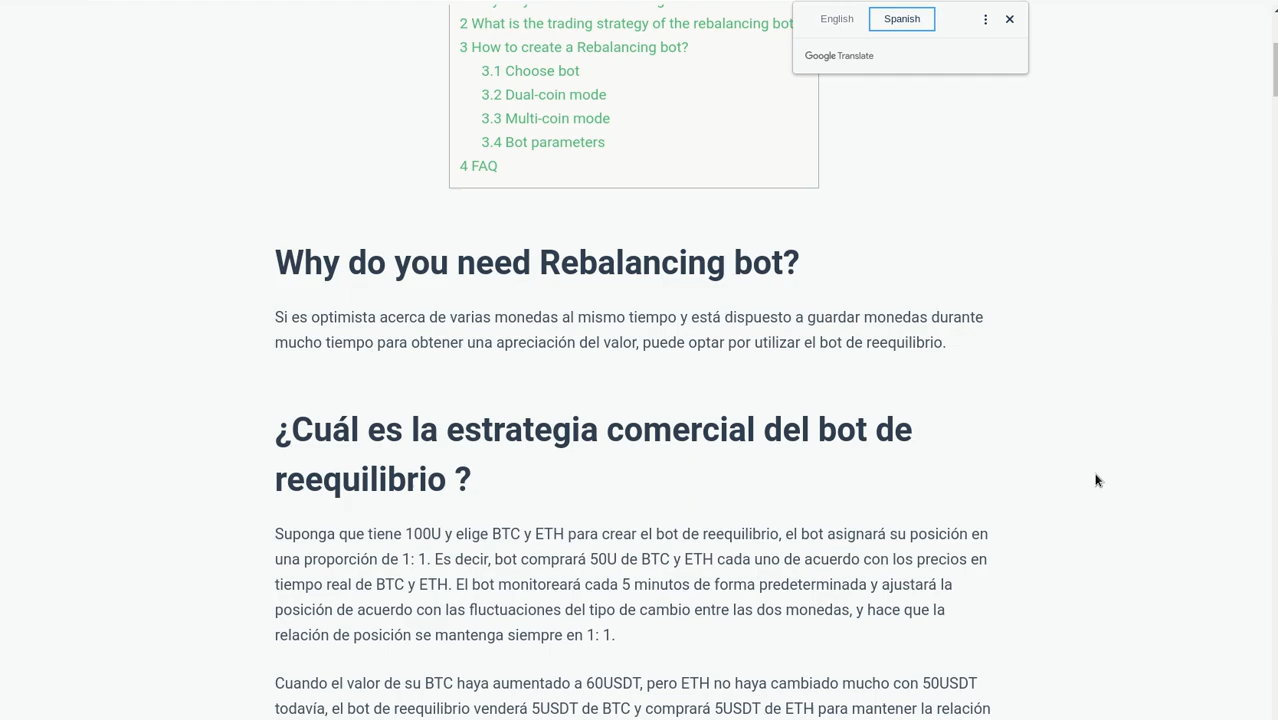 English
Spanish
Google Translate
2 What is the trading strategy of the rebalancing bot
3 How to create a Rebalancing bot?
3.1 Choose bot
3.2 Dual-coin mode
3.3 Multi-coin mode
3.4 Bot parameters
4 FAQ
Why do you need Rebalancing bot?
Si es optimista acerca de varias monedas al mismo tiempo y está dispuesto a guardar monedas durante
mucho tiempo para obtener una apreciación del valor, puede optar por utilizar el bot de reequilibrio.
¿Cuál es la estrategia comercial del bot de
reequilibrio ?
Suponga que tiene 100U y elige BTC y ETH para crear el bot de reequilibrio, el bot asignará su posición en
una proporción de 1: 1. Es decir, bot comprará 50U de BTC y ETH cada uno de acuerdo con los precios en
tiempo real de BTC y ETH. El bot monitoreará cada 5 minutos de forma predeterminada y ajustará la
posición de acuerdo con las fluctuaciones del tipo de cambio entre las dos monedas, y hace que la
relación de posición se mantenga siempre en 1: 1.
Cuando el valor de su BTC haya aumentado a 60USDT, pero ETH no haya cambiado mucho con 50USDT
todavía, el bot de reequilibrio venderá 5USDT de BTC y comprará 5USDT de ETH para mantener la relación